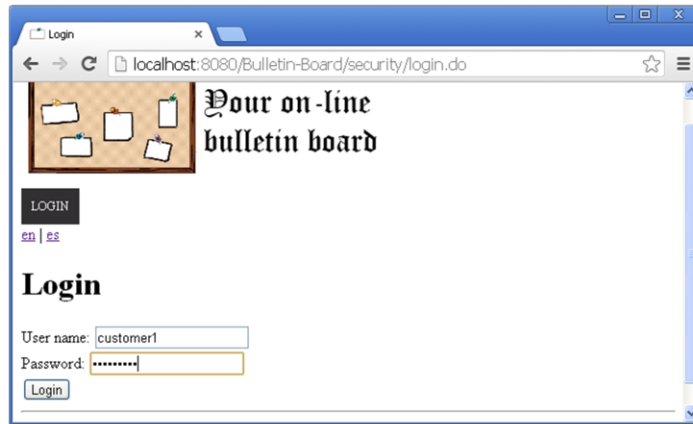 Login
localhost:8080/Bulletin-Board/security/login.do
Your on-line
bulletin board
LOGIN
en | es
Login
User name: customer1
Password: •••••••••
Login